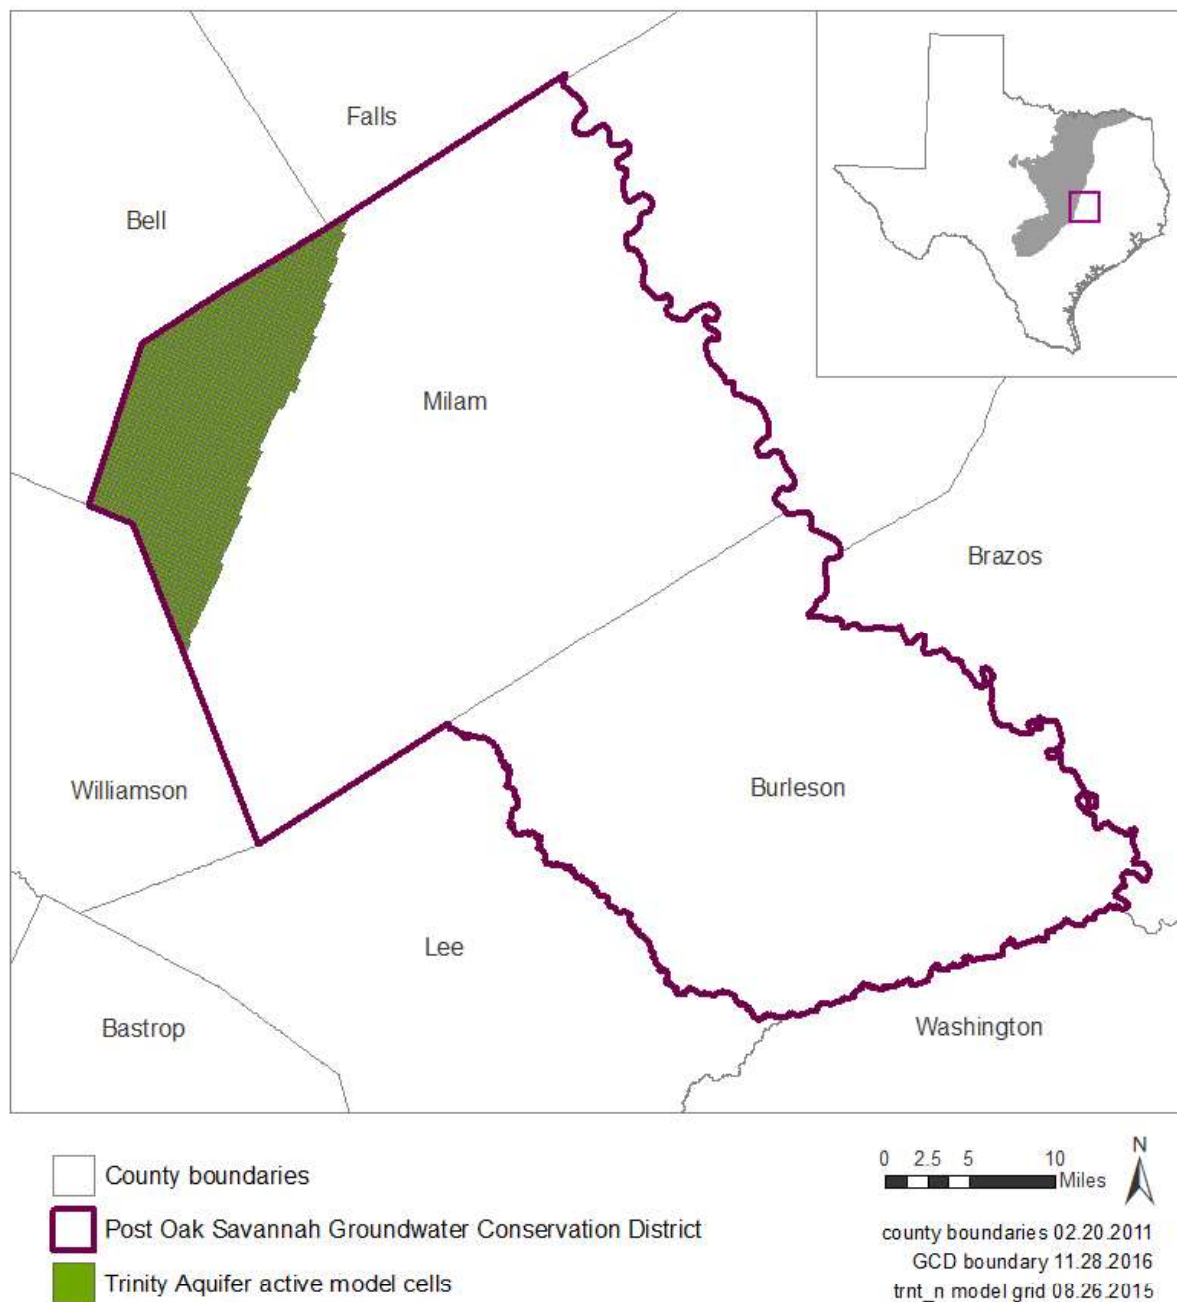 Falls
Bell
Milam
Brazos
Williamson
Burleson
Lee
Bastrop
Washington
County boundaries
Post Oak Savannah Groundwater Conservation District
Trinity Aquifer active model cells
N
0 2.5 5 10
Miles
county boundaries 02.20.2011
GCD boundary 11.28.2016
trnt_n model grid 08.26.2015